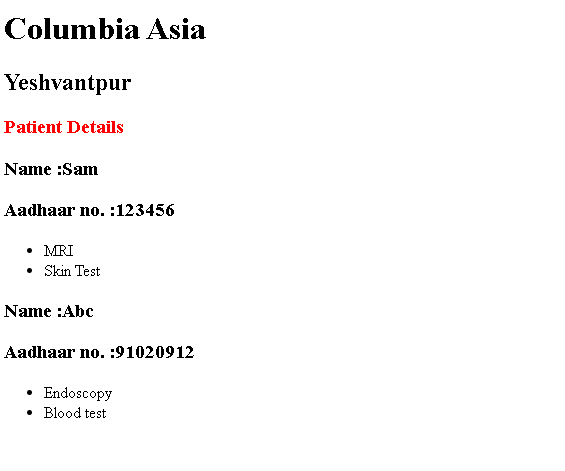 Columbia Asia
Yeshvantpur
Patient Details
Name :Sam
Aadhaar no. :123456
• MRI
• Skin Test
Name :Abc
Aadhaar no. :91020912
• Endoscopy
• Blood test